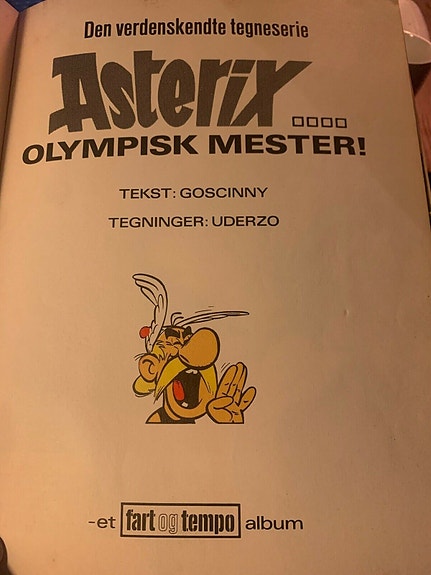 Den verdenskendte tegneserie
Asterix ....
OLYMPISK MESTER!
TEKST: GOSCINNY
TEGNINGER: UDERZO
-et fart og tempo album